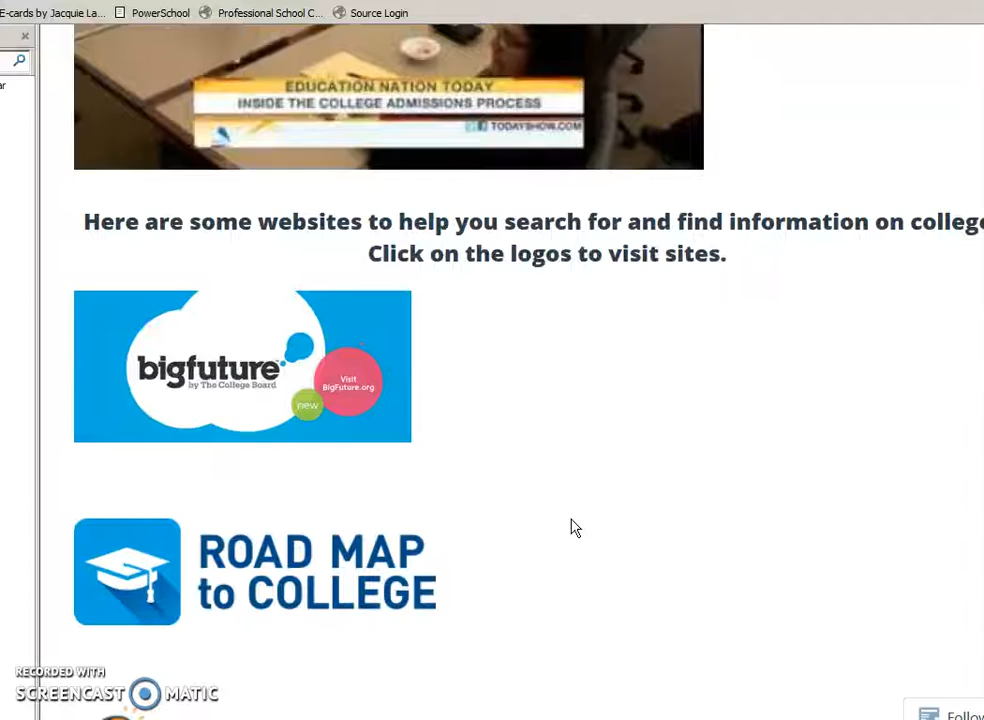 E-cards by Jacquie La... PowerSchool Professional School C... Source Login
EDUCATION NATION TODAY
INSIDE THE COLLEGE ADMISSIONS PROCESS
TODAYSHOW.COM
Here are some websites to help you search for and find information on colleg
Click on the logos to visit sites.
bigfuture
by The College Board
Visit
BigFuture.org
new
ROAD MAP
to COLLEGE
RECORDED WITH
SCREENCAST MATIC
Follo